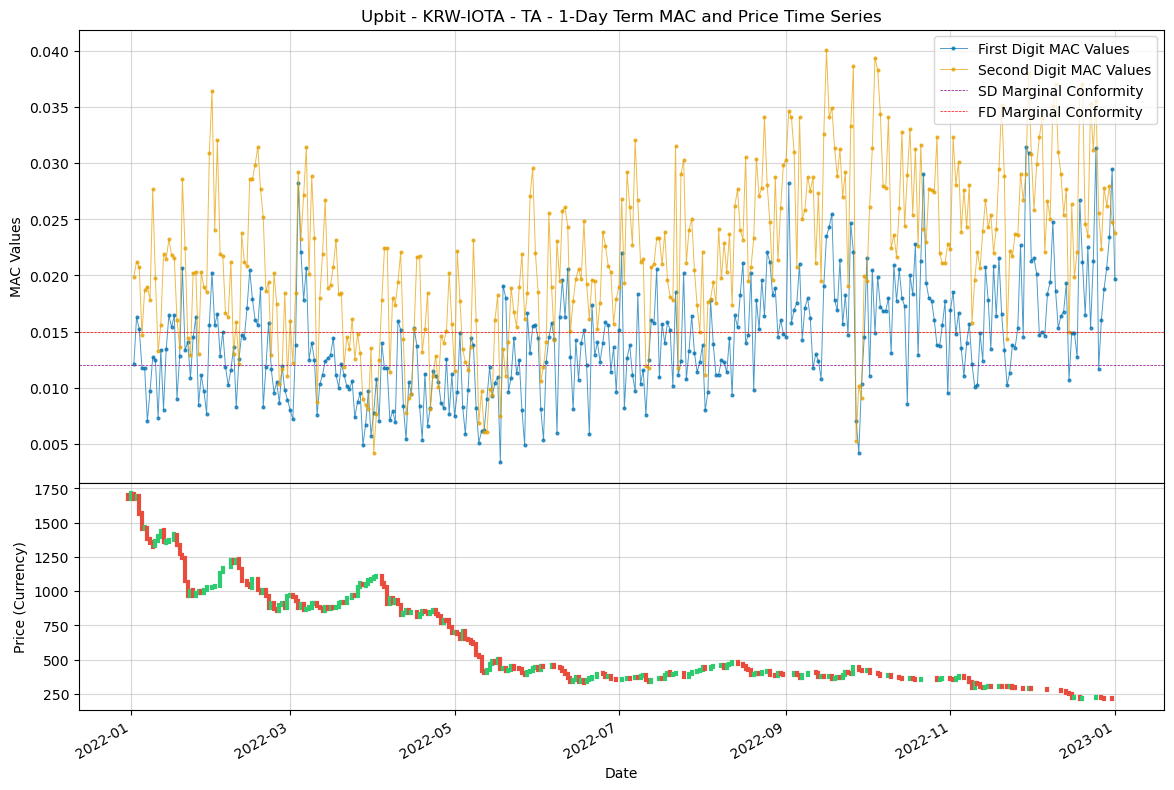 Upbit - KRW-IOTA - TA - 1-Day Term MAC and Price Time Series
First Digit MAC Values
Second Digit MAC Values
SD Marginal Conformity
FD Marginal Conformity
MAC Values
0.040
0.035
0.030
0.025
0.020
0.015
0.010
0.005
Price (Currency)
1750
1500
1250
1000
750
500
250
2022-01
2022-03
2022-05
2022-07
2022-09
2022-11
2023-01
Date